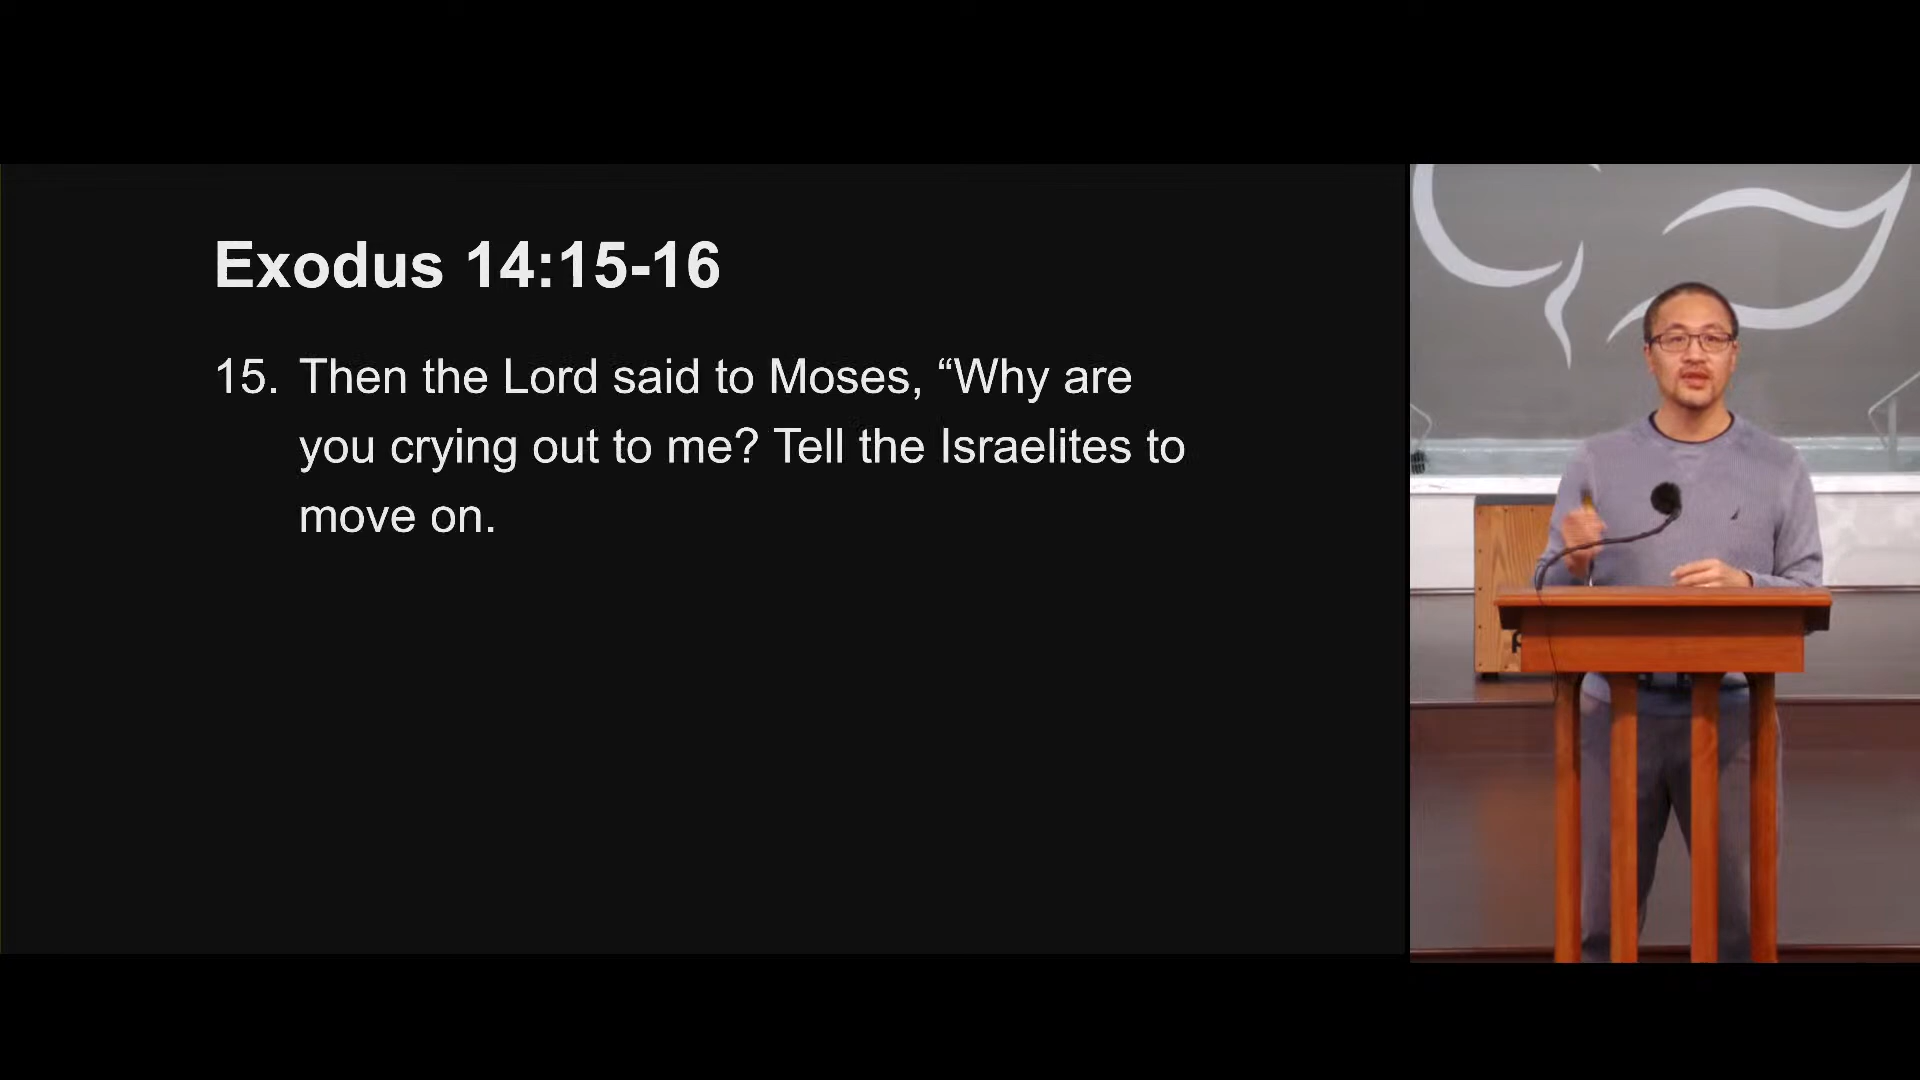 Exodus 14:15-16
15. Then the Lord said to Moses, “Why are
you crying out to me? Tell the Israelites to
move on.